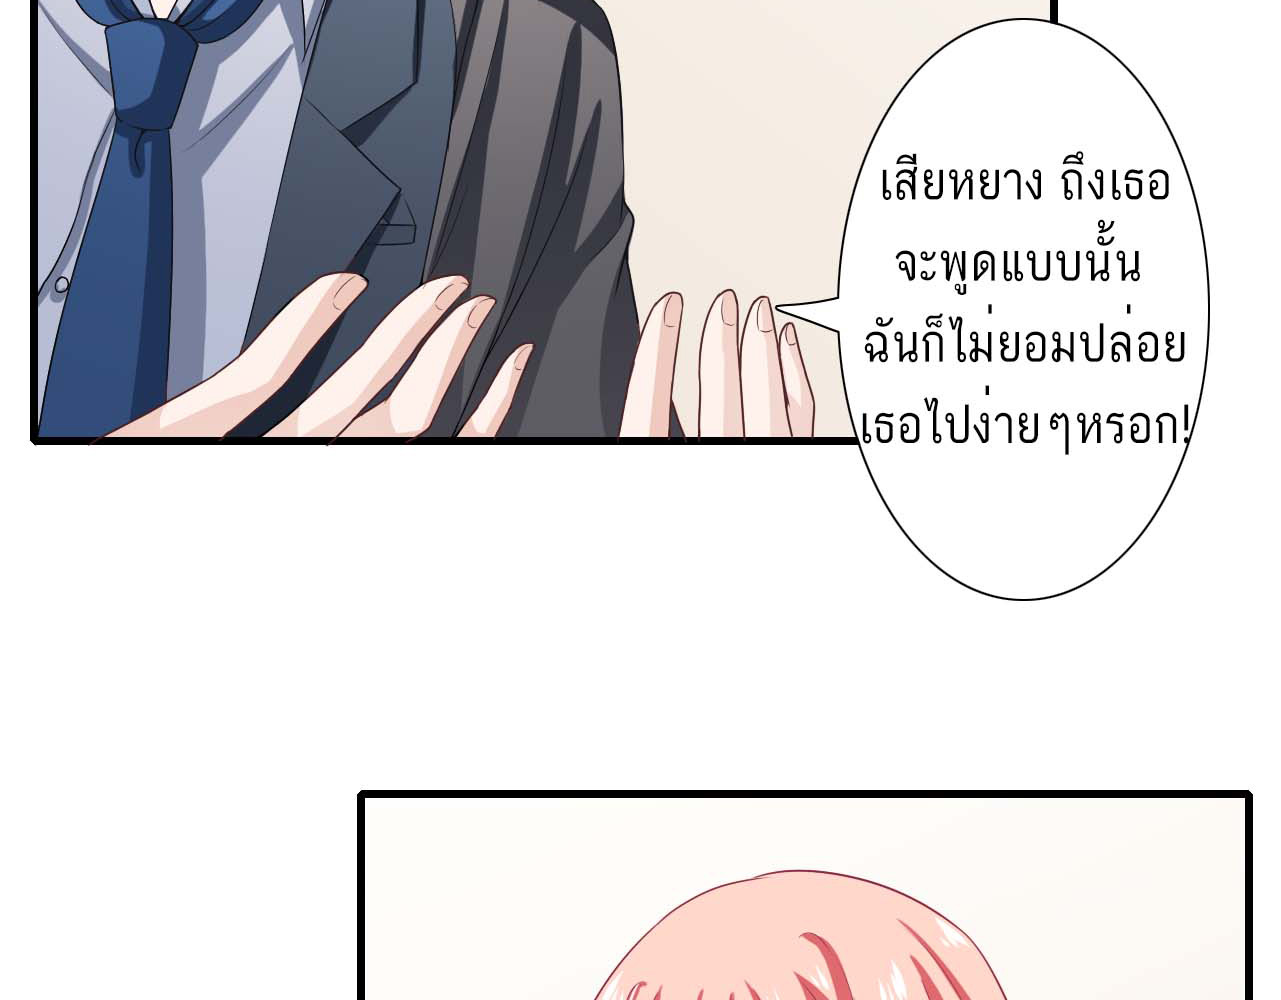 เสียหยาง ถึงเธอ
จะพูดแบบนั้น
ฉันก็ไม่ยอมปล่อย
เธอไปง่ายๆหรอก!